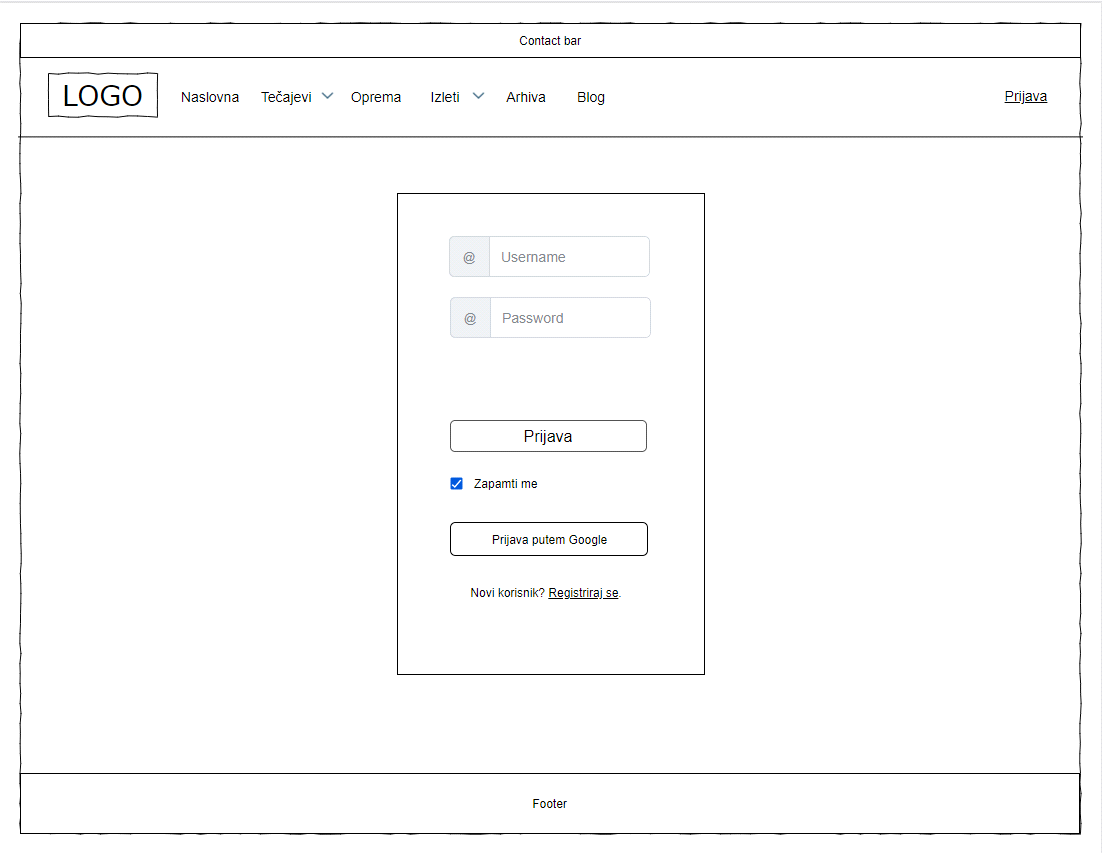 Contact bar
LOGO Naslovna Tečajevi Oprema Izleti Arhiva Blog Prijava
@ Username
@ Password
Prijava
Zapamti me
Prijava putem Google
Novi korisnik? Registriraj se.
Footer